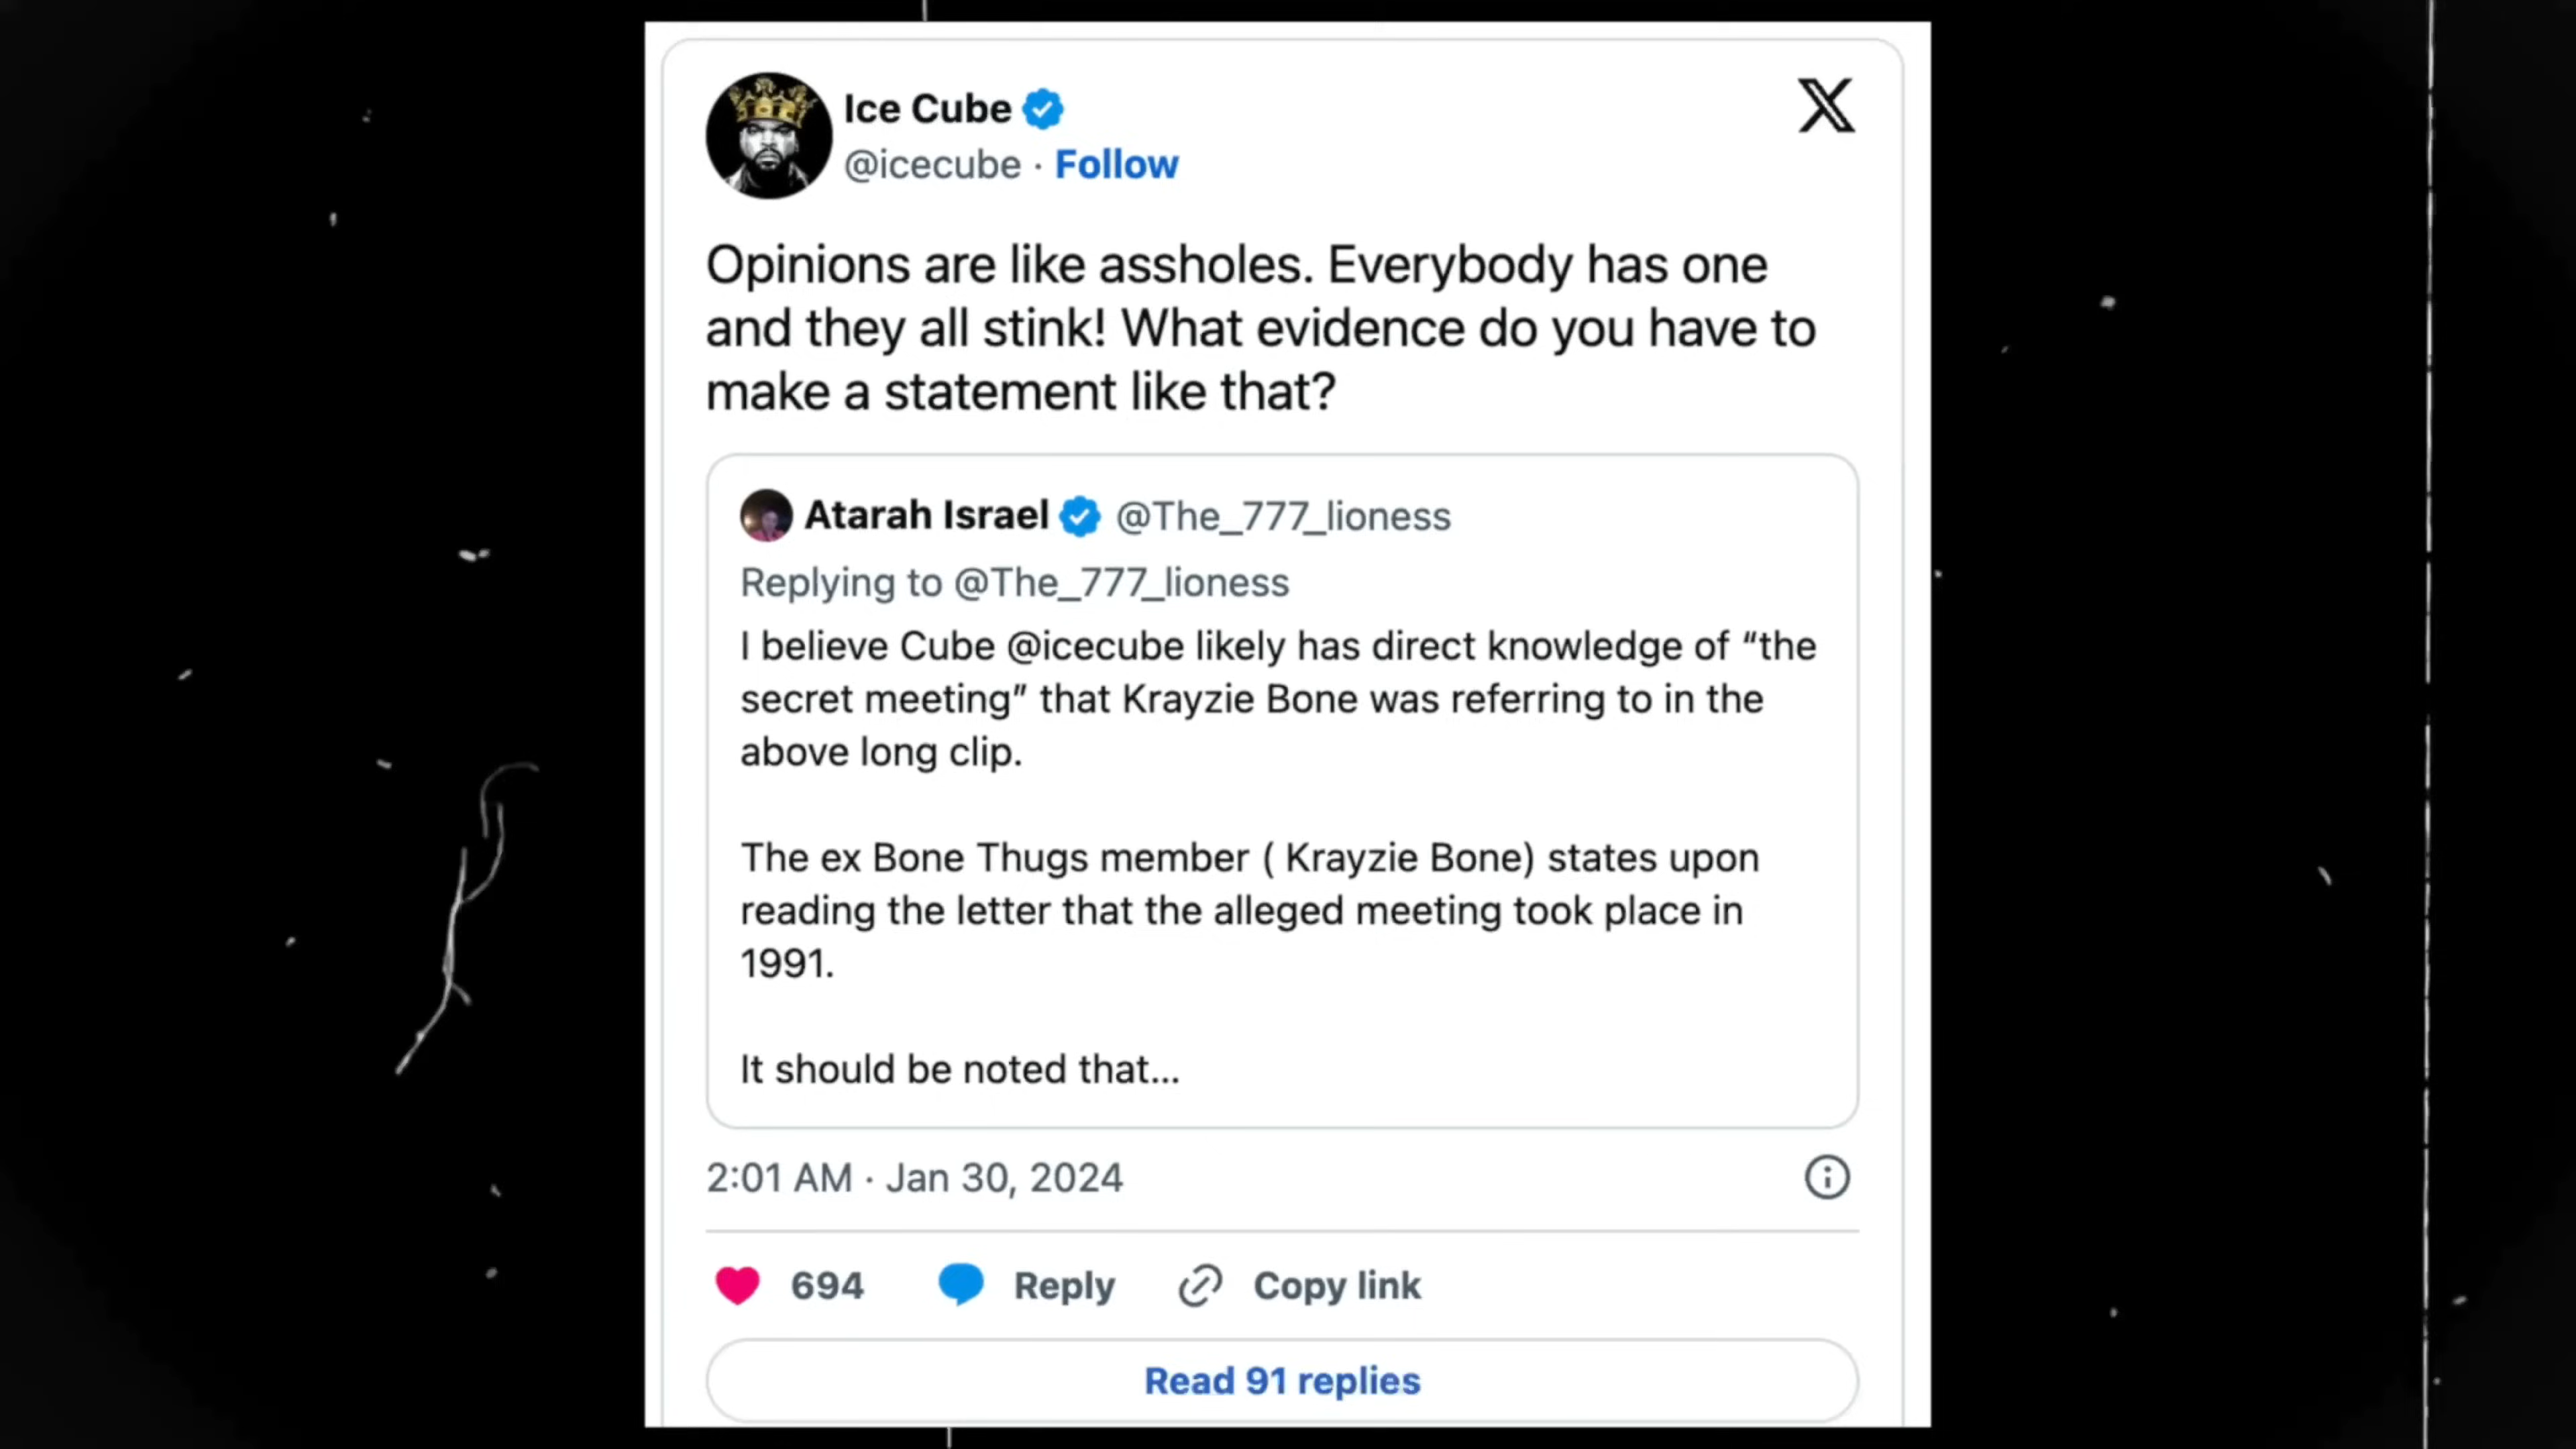 Ice Cube
@icecube · Follow
Opinions are like assholes. Everybody has one
and they all stink! What evidence do you have to
make a statement like that?
Atarah Israel @The_777_lioness
Replying to @The_777_lioness
I believe Cube @icecube likely has direct knowledge of “the
secret meeting” that Krayzie Bone was referring to in the
above long clip.
The ex Bone Thugs member ( Krayzie Bone) states upon
reading the letter that the alleged meeting took place in
1991.
It should be noted that...
2:01 AM · Jan 30, 2024
694 Reply Copy link
Read 91 replies